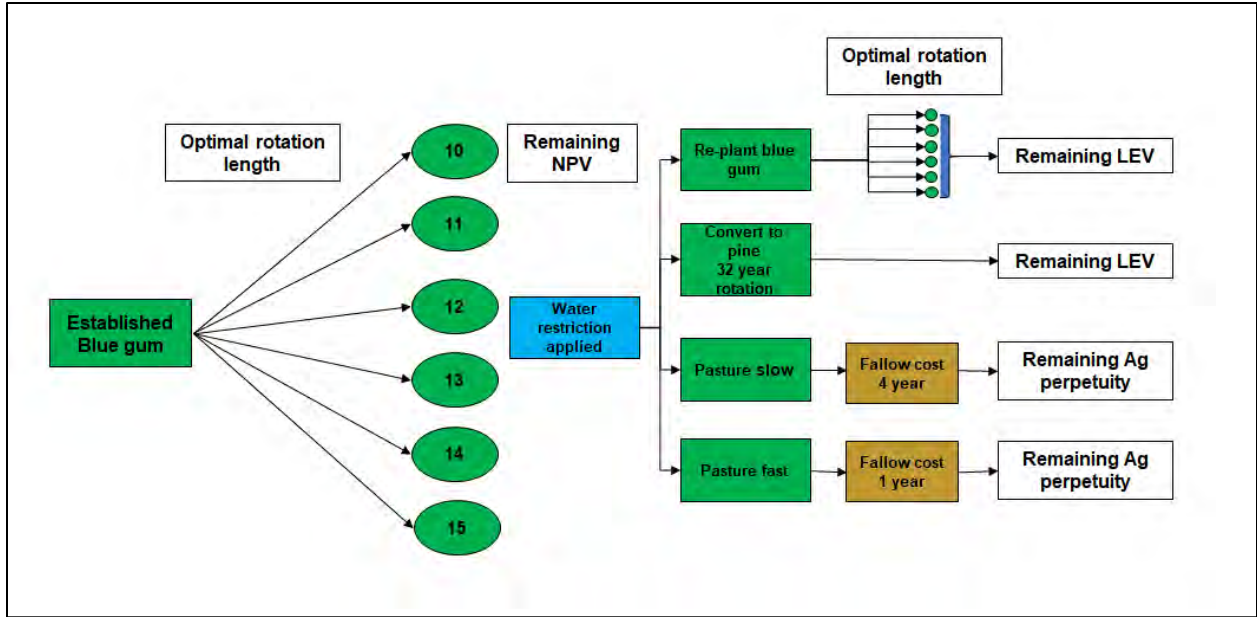 Optimal rotation
length
Optimal rotation
length
10
Remaining
NPV
11
12
13
14
15
Established
Blue gum
Water
restriction
applied
Re-plant blue
gum
Remaining LEV
Convert to
pine
32 year
rotation
Remaining LEV
Pasture slow
Fallow cost
4 year
Remaining Ag
perpetuity
Pasture fast
Fallow cost
1 year
Remaining Ag
perpetuity